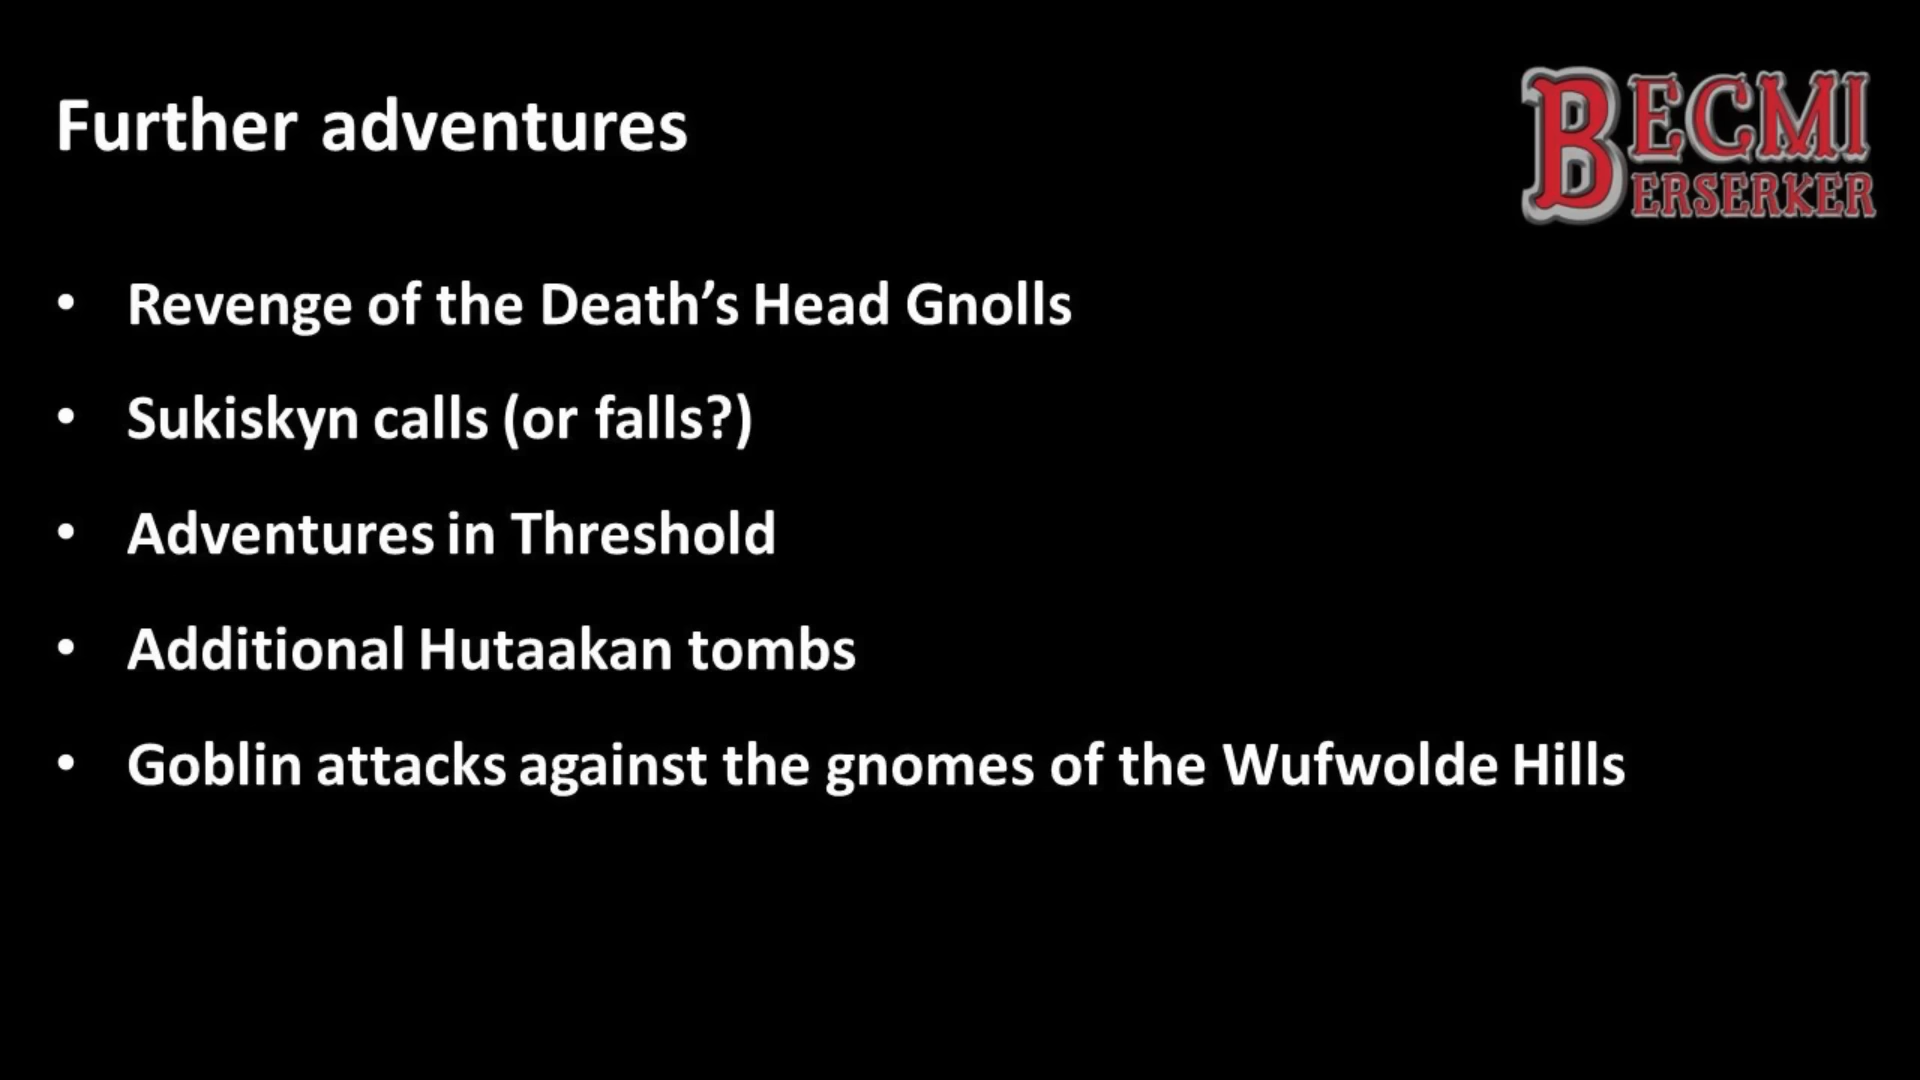 Further adventures
BECMI
BERSERKER
• Revenge of the Death’s Head Gnolls
• Sukiskyn calls (or falls?)
• Adventures in Threshold
• Additional Hutaakan tombs
• Goblin attacks against the gnomes of the Wufwolde Hills